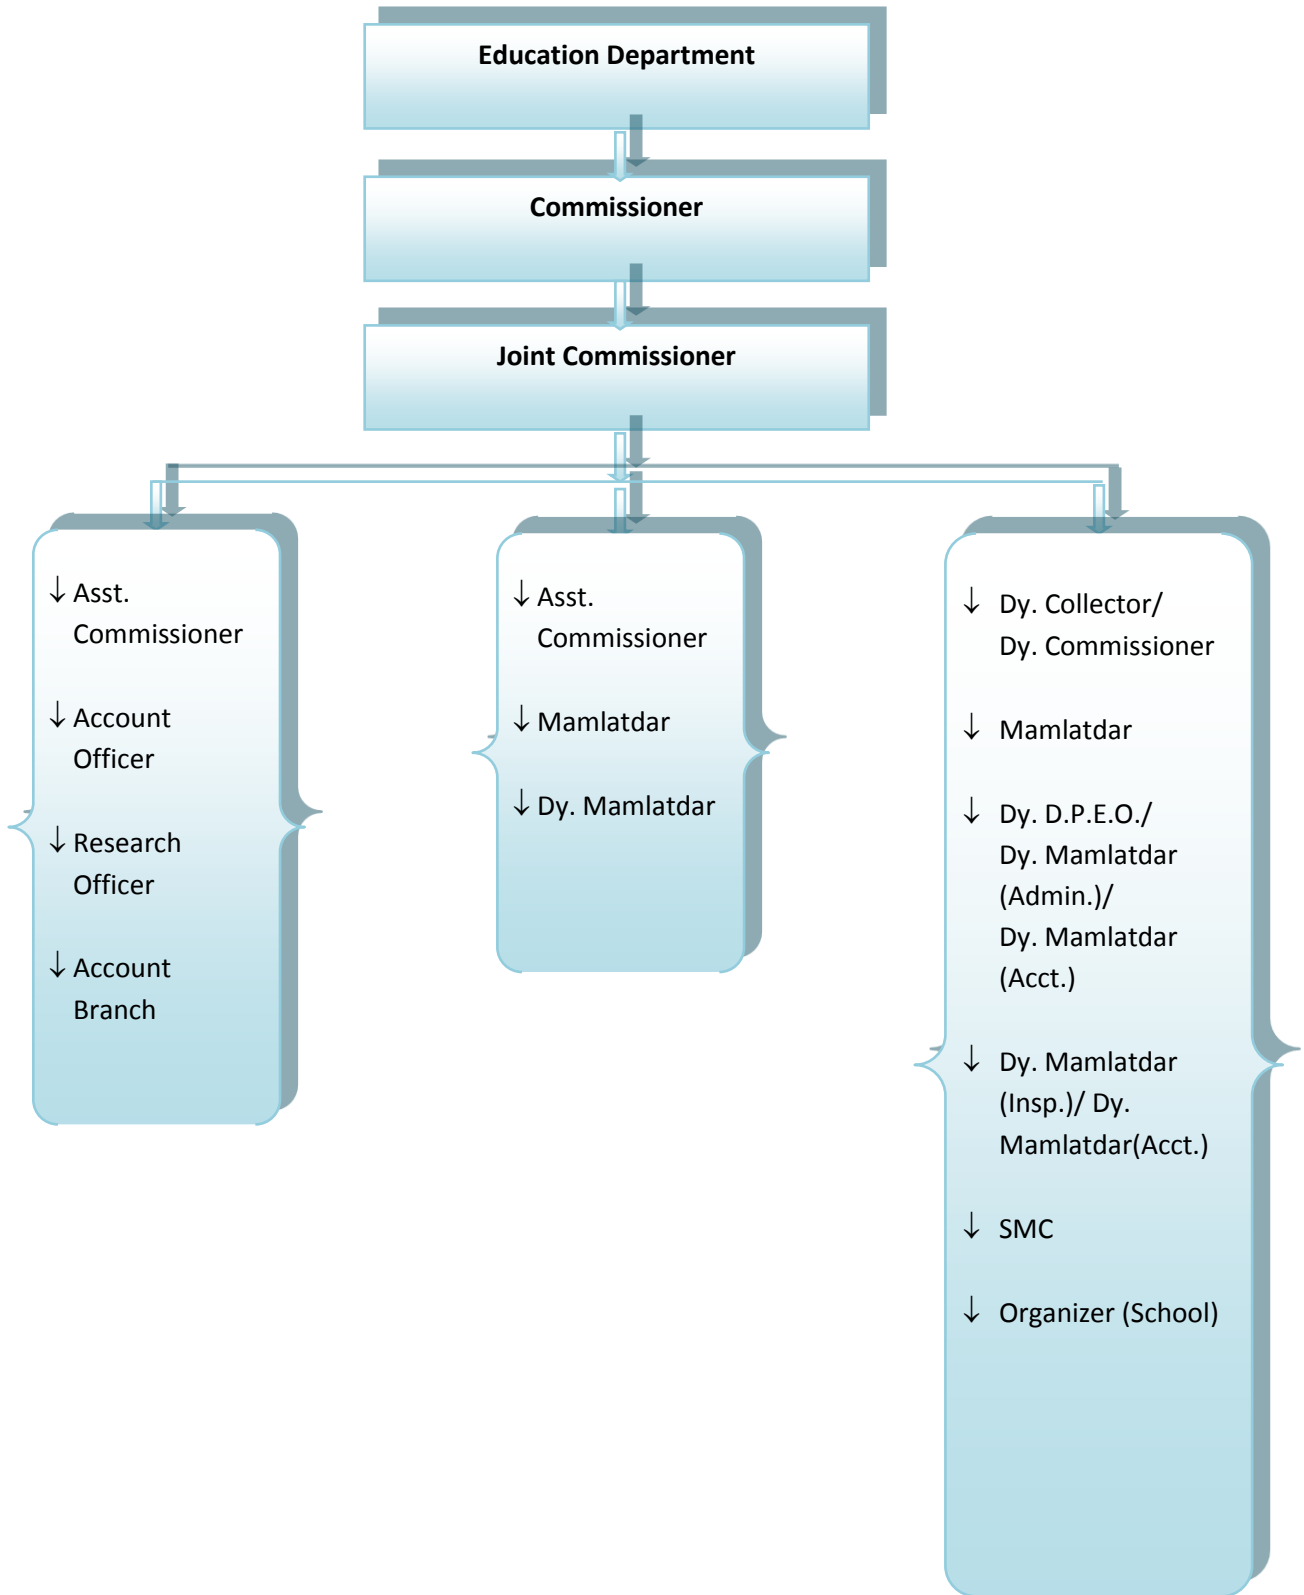 Education Department
Commissioner
Joint Commissioner
↓ Asst.
Commissioner
↓ Account
Officer
↓ Research
Officer
↓ Account
Branch
↓ Asst.
Commissioner
↓ Mamlatdar
↓ Dy. Mamlatdar
↓ Dy. Collector/
Dy. Commissioner
↓ Mamlatdar
↓ Dy. D.P.E.O./
Dy. Mamlatdar
(Admin.)/
Dy. Mamlatdar
(Acct.)
↓ Dy. Mamlatdar
(Insp.)/ Dy.
Mamlatdar(Acct.)
↓ SMC
↓ Organizer (School)